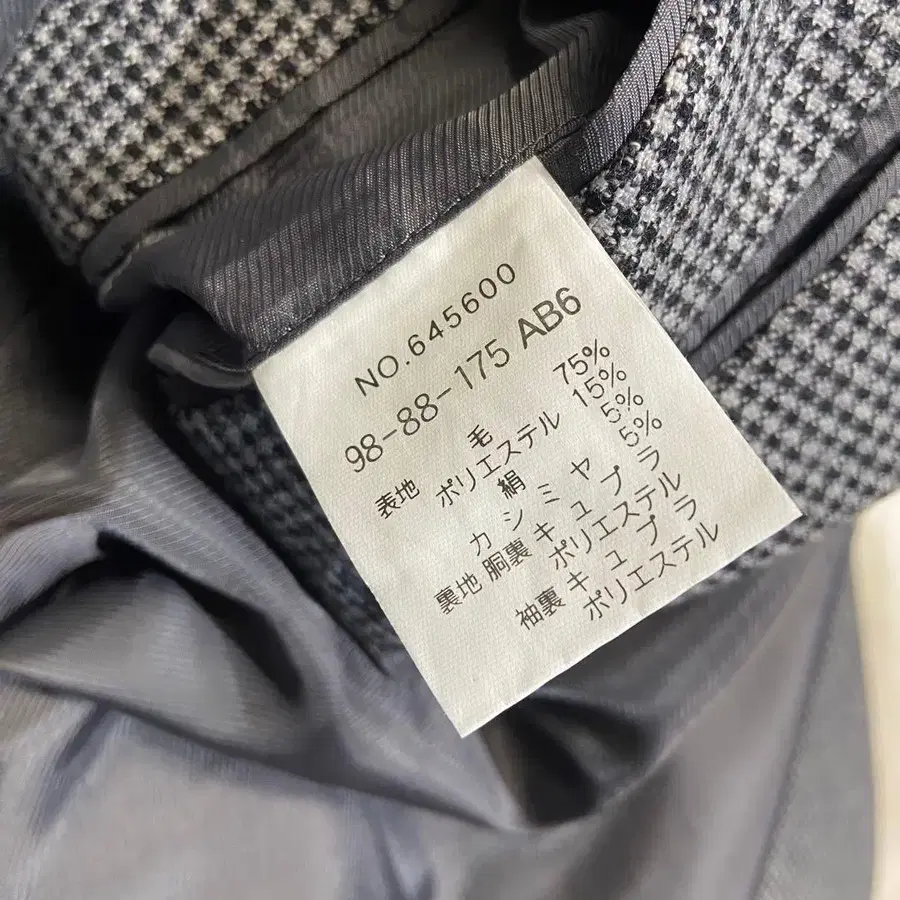 NO.645600
98-88-175 AB6
表地 毛 75%
ポリエステル 15%
絹 5%
カシミヤ 5%
裏地 胴裏 キュプラ
ポリエステル
袖裏 キュプラ
ポリエステル